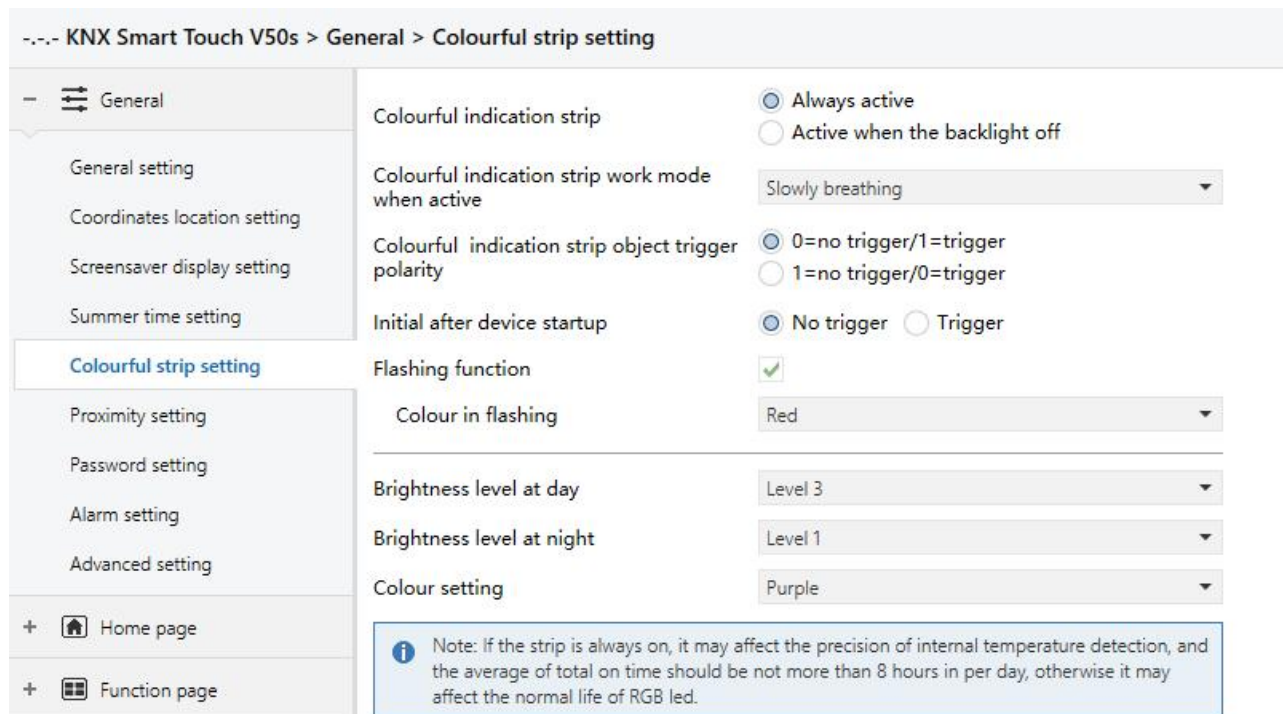 -.-.- KNX Smart Touch V50s > General > Colourful strip setting
General
General setting
Coordinates location setting
Screensaver display setting
Summer time setting
Colourful strip setting
Proximity setting
Password setting
Alarm setting
Advanced setting
Home page
Function page
Colourful indication strip
Always active
Active when the backlight off
Colourful indication strip work mode
when active
Slowly breathing
Colourful  indication strip object trigger
polarity
0=no trigger/1=trigger
1=no trigger/0=trigger
Initial after device startup
No trigger
Trigger
Flashing function
Colour in flashing
Red
Brightness level at day
Level 3
Brightness level at night
Level 1
Colour setting
Purple
Note: If the strip is always on, it may affect the precision of internal temperature detection, and
the average of total on time should be not more than 8 hours in per day, otherwise it may
affect the normal life of RGB led.